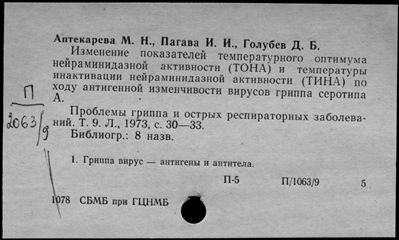 Аптекарева М. Н., Пагава И. И., Голубев Д. Б.
Изменение показателей температурного оптимума
нейраминидазной активности (ТОНА) и температуры
инактивации нейраминидазной активности (ТИНА) по
ходу антигенной изменчивости вирусов гриппа серотипа
А.
П
2063/9
Проблемы гриппа и острых респираторных заболева-
ний. Т. 9. Л., 1973, с. 30—33.
Библиогр.: 8 назв.
1. Гриппа вирус — антигены и антитела.
П-5 П/1063/9 5
1078 СБМБ при ГЦНМБ